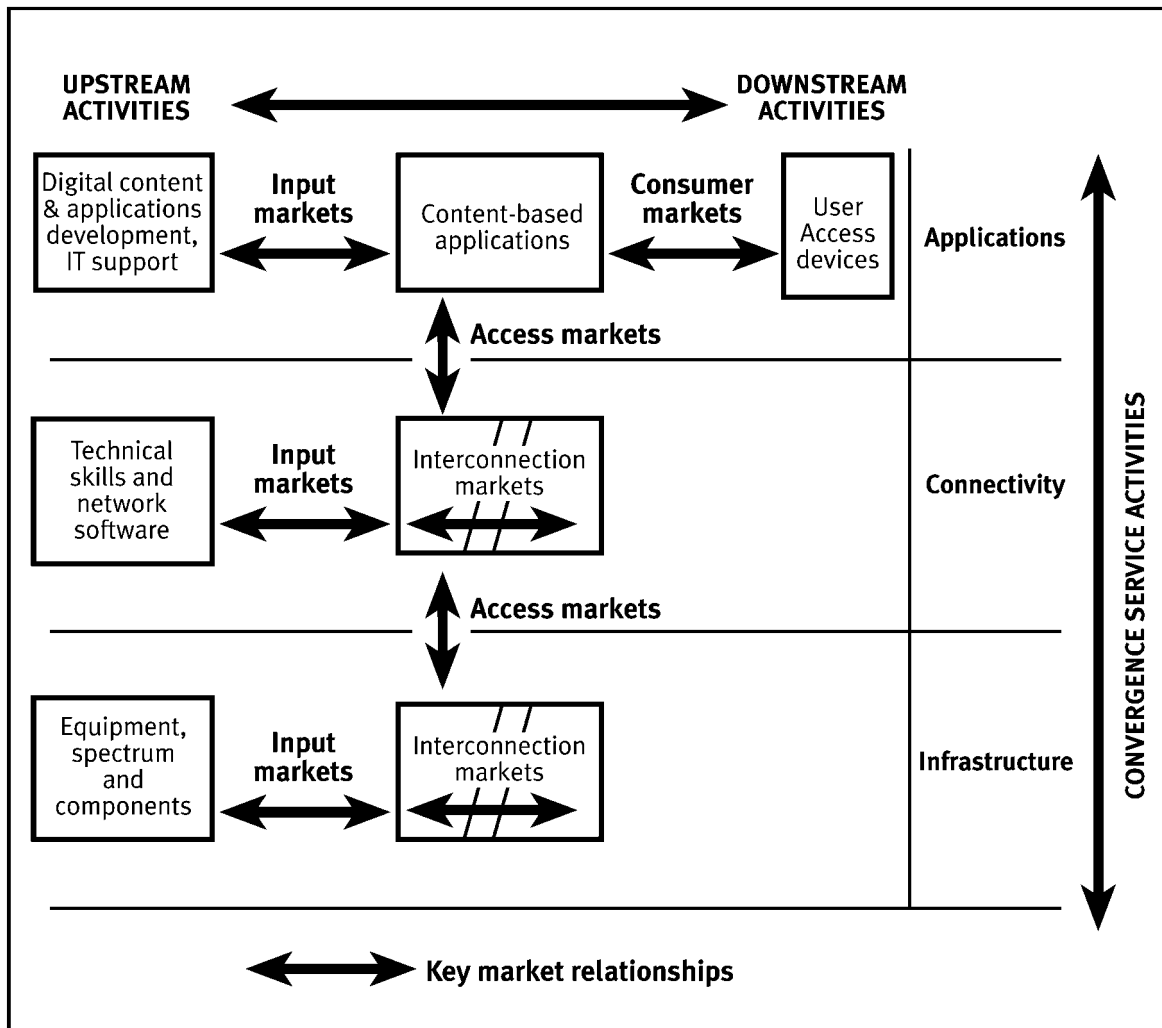 UPSTREAM
ACTIVITIES
DOWNSTREAM
ACTIVITIES
Digital content
& applications
development,
IT support
Input
markets
Content-based
applications
Consumer
markets
User
Access
devices
Applications
Access markets
Technical
skills and
network
software
Input
markets
Interconnection
markets
Connectivity
Access markets
Equipment,
spectrum
and
components
Input
markets
Interconnection
markets
Infrastructure
CONVERGENCE SERVICE ACTIVITIES
Key market relationships